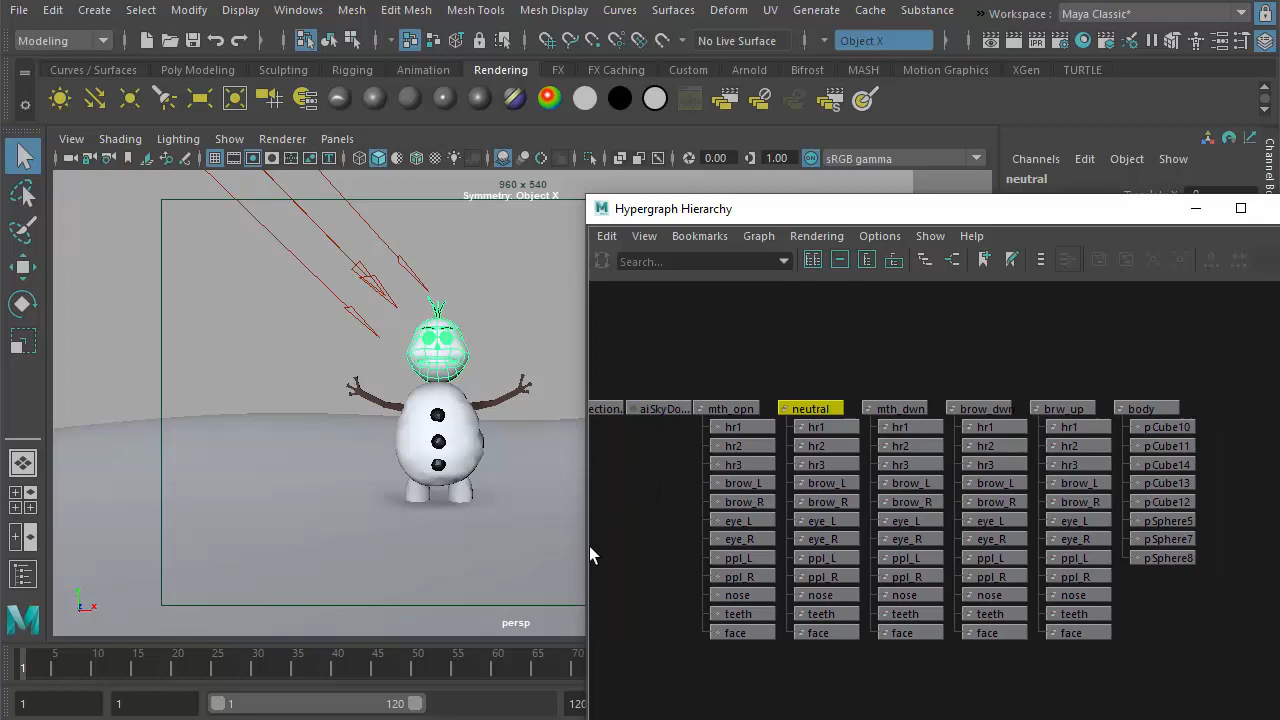 File Edit Create Select Modify Display Windows Mesh Edit Mesh Mesh Tools Mesh Display Curves Surfaces Deform UV Generate Cache Substance Workspace : Maya Classic*
Modeling No Live Surface Object X
Curves / Surfaces Poly Modeling Sculpting Rigging Animation Rendering FX FX Caching Custom Arnold Bifrost MASH Motion Graphics XGen TURTLE
IPR
View Shading Lighting Show Renderer Panels
0.00 1.00 ON sRGB gamma
Channels Edit Object Show
neutral
Channel Bo
960 x 540
Symmetry: Object X
Hypergraph Hierarchy
Edit View Bookmarks Graph Rendering Options Show Help
Search...
ection. aiSkyDo... mth_opn neutral mth_dwn brow_dwn brw_up body
hr1 hr1 hr1 hr1 hr1 pCube10
hr2 hr2 hr2 hr2 hr2 pCube11
hr3 hr3 hr3 hr3 hr3 pCube14
brow_L brow_L brow_L brow_L brow_L pCube13
brow_R brow_R brow_R brow_R brow_R pCube12
eye_L eye_L eye_L eye_L eye_L pSphere5
eye_R eye_R eye_R eye_R eye_R pSphere7
ppl_L ppl_L ppl_L ppl_L ppl_L pSphere8
ppl_R ppl_R ppl_R ppl_R ppl_R
nose nose nose nose nose
teeth teeth teeth teeth teeth
face face face face face
persp
5 10 15 20 25 30 35 40 45 50 55 60 65 70
1
1 1 1 120 120